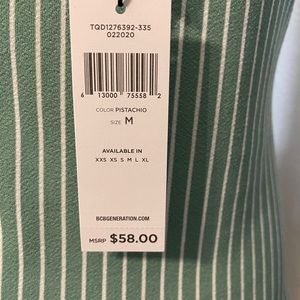 TQD1276392-335
022020
6 13000 75558 2
COLOR PISTACHIO
SIZE M
AVAILABLE IN
XXS XS S M L XL
BCBGENERATION.COM
MSRP $58.00